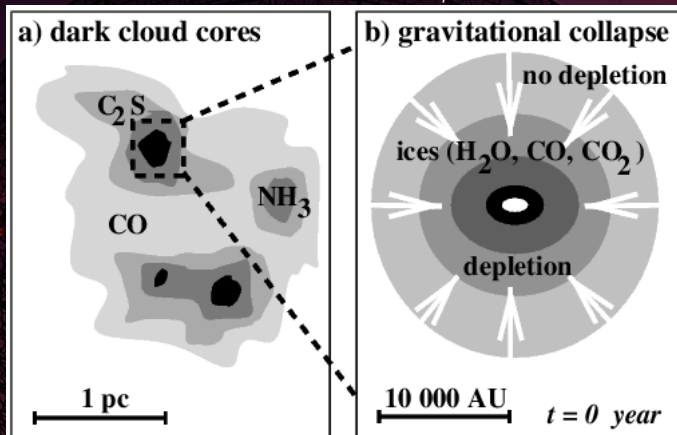 a) dark cloud cores
C₂S
NH₃
CO
1 pc
b) gravitational collapse
no depletion
ices (H₂O, CO, CO₂)
depletion
10 000 AU
t = 0 year